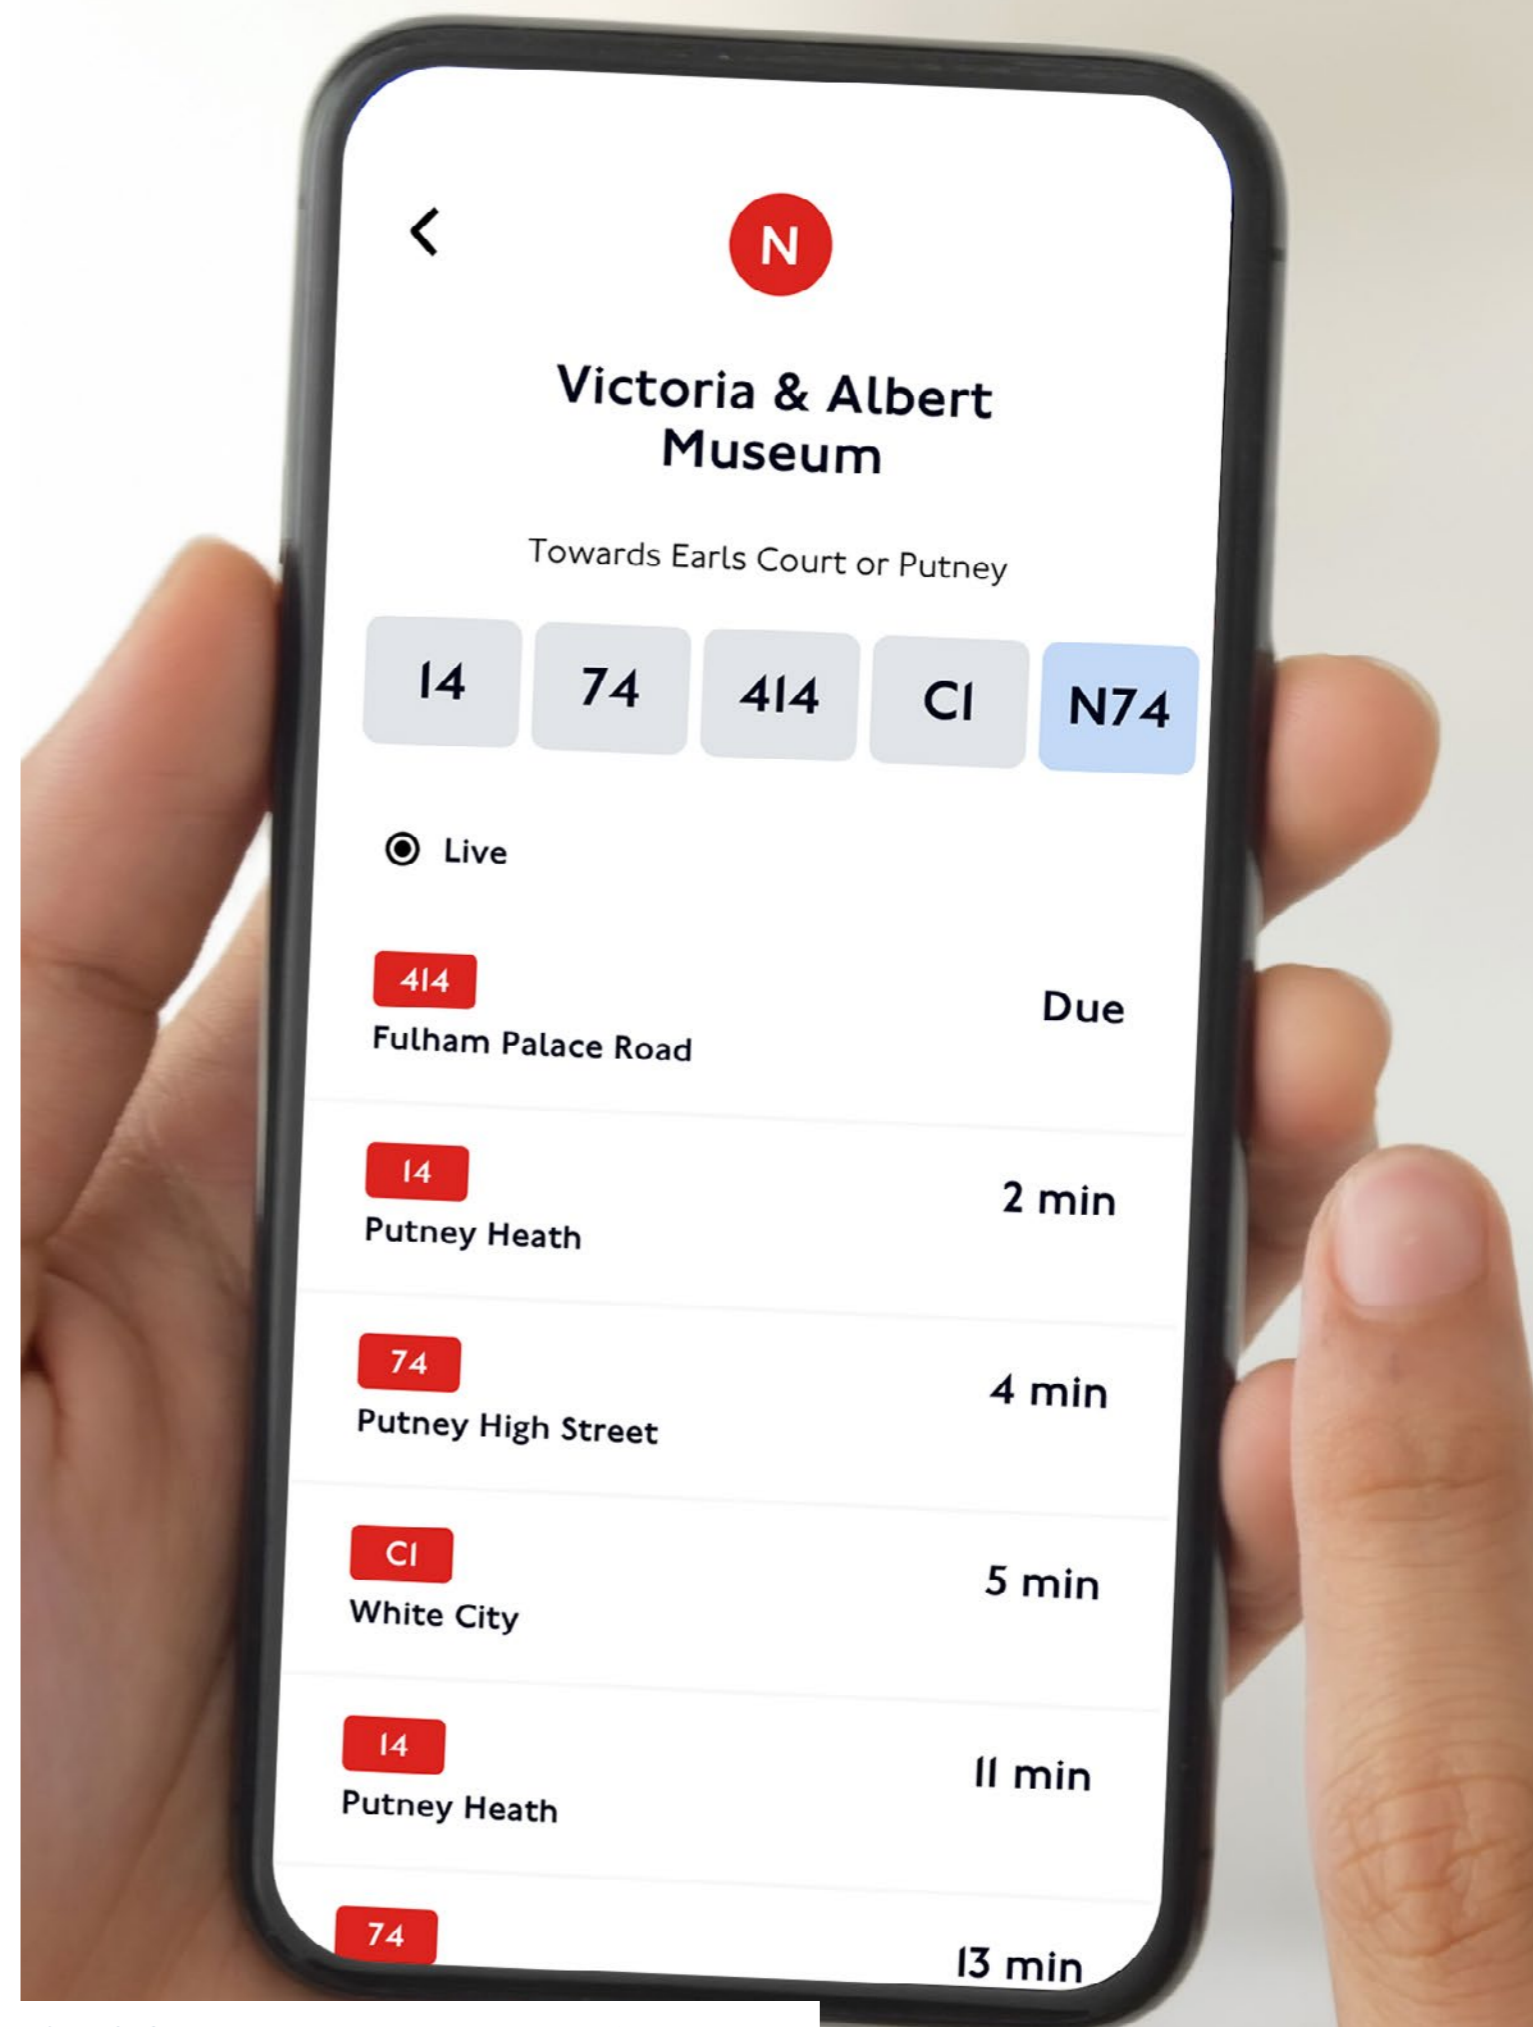 N
Victoria & Albert
Museum
Towards Earls Court or Putney
14 74 414 C1 N74
Live
414
Due
Fulham Palace Road
14
2 min
Putney Heath
74
4 min
Putney High Street
C1
5 min
White City
14
11 min
Putney Heath
74
13 min